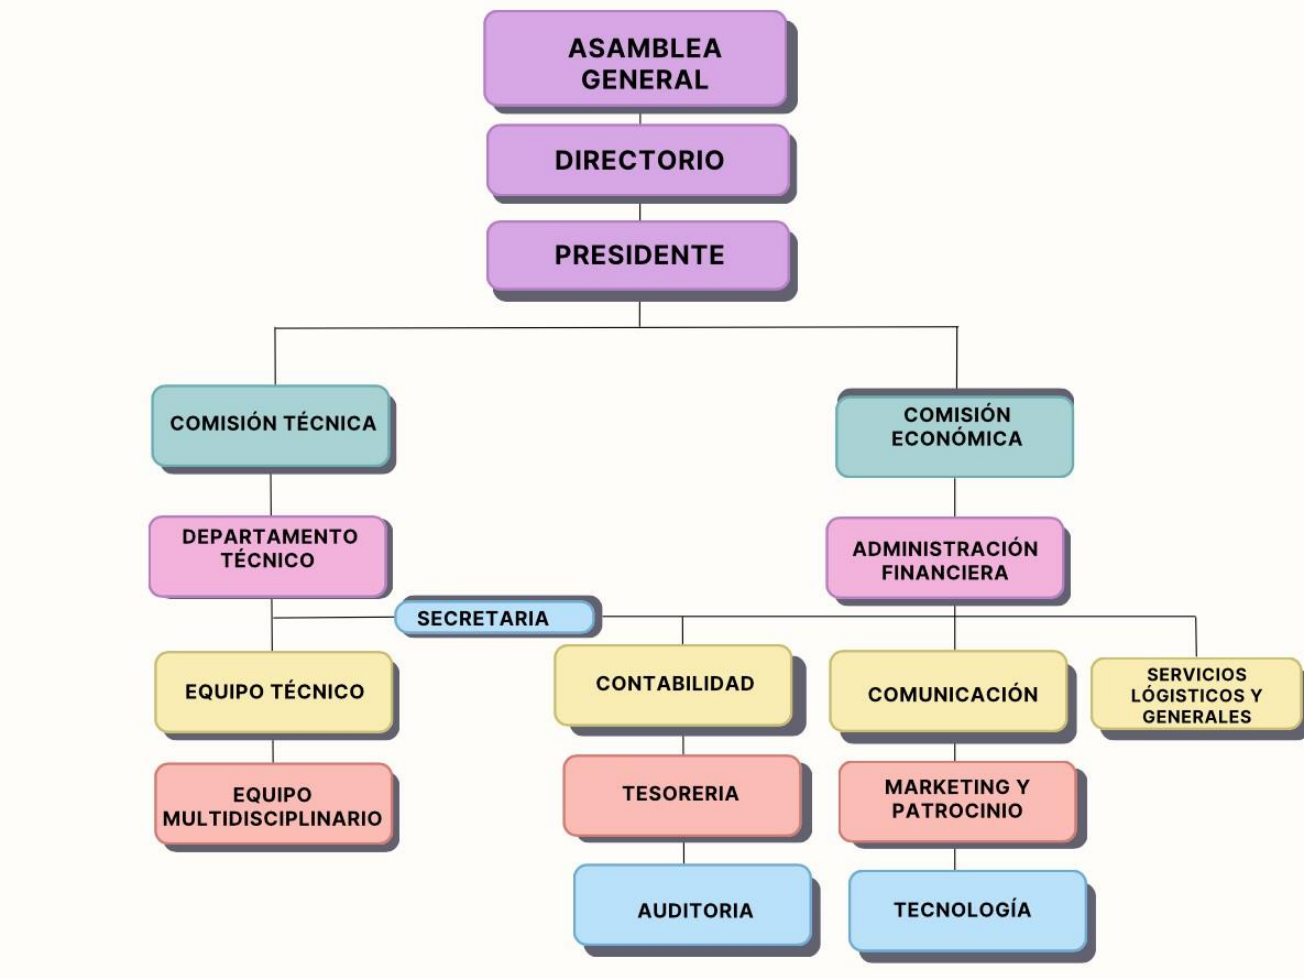 ASAMBLEA
GENERAL
DIRECTORIO
PRESIDENTE
COMISIÓN TÉCNICA
COMISIÓN
ECONÓMICA
DEPARTAMENTO
TÉCNICO
ADMINISTRACIÓN
FINANCIERA
SECRETARIA
EQUIPO TÉCNICO
CONTABILIDAD
COMUNICACIÓN
SERVICIOS
LÓGISTICOS Y
GENERALES
EQUIPO
MULTIDISCIPLINARIO
TESORERIA
MARKETING Y
PATROCINIO
AUDITORIA
TECNOLOGÍA